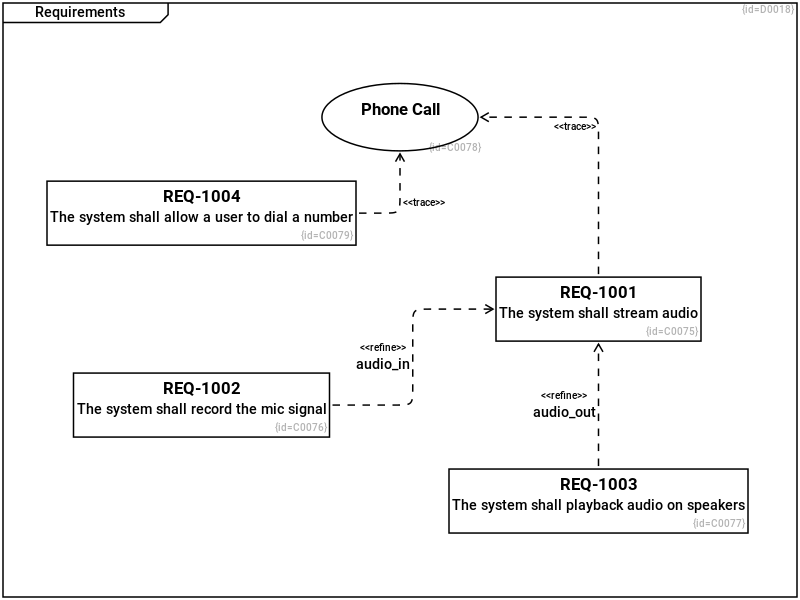 Requirements
{id=D0018}
Phone Call
{id=C0078}
<<trace>>
REQ-1004
The system shall allow a user to dial a number
{id=C0079}
<<trace>>
REQ-1001
The system shall stream audio
{id=C0075}
<<refine>>
audio_in
REQ-1002
The system shall record the mic signal
{id=C0076}
<<refine>>
audio_out
REQ-1003
The system shall playback audio on speakers
{id=C0077}